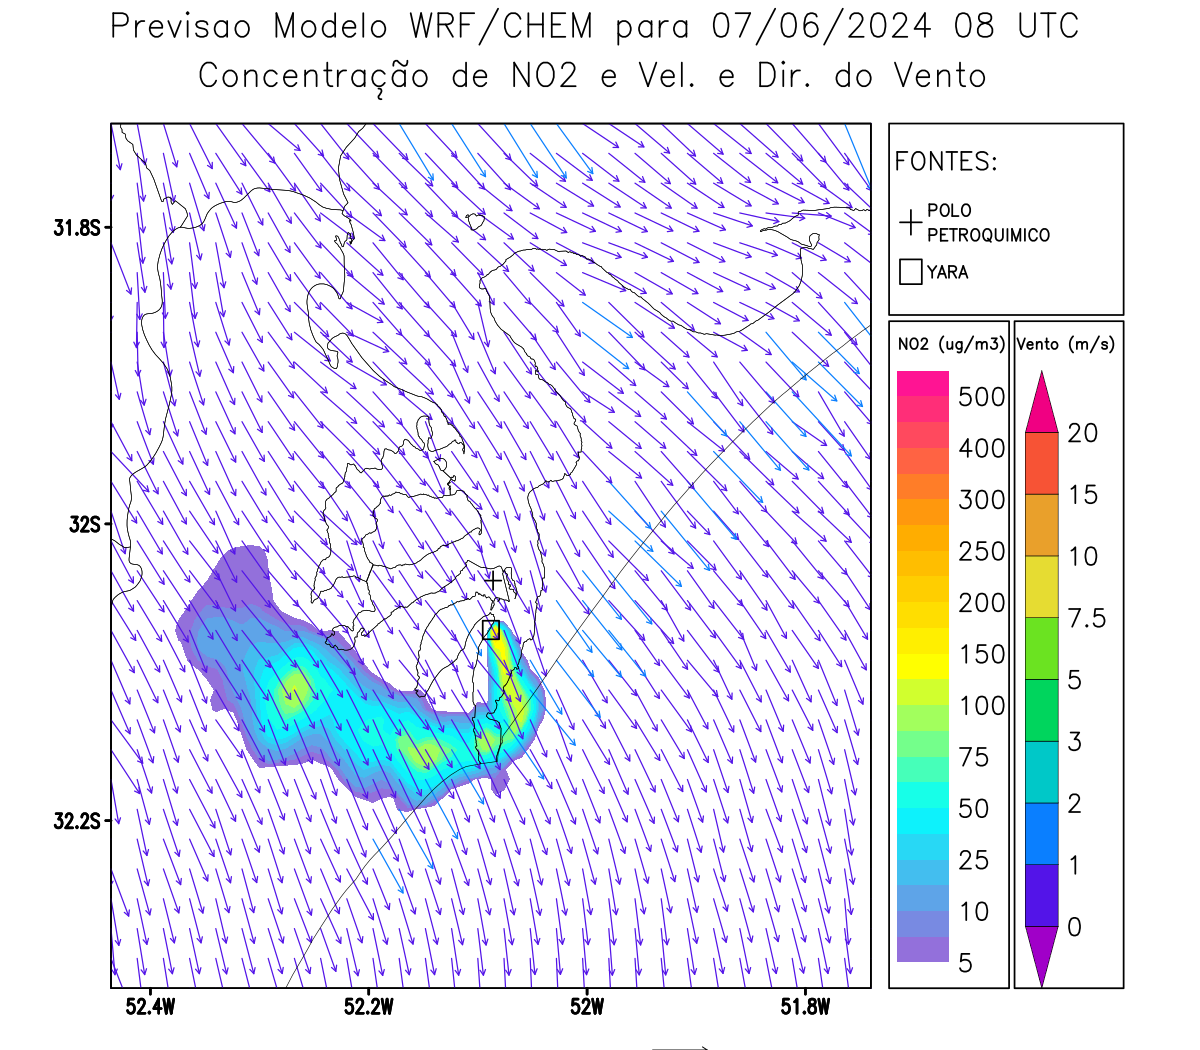 Previsao Modelo WRF/CHEM para 07/06/2024 08 UTC
Concentração de NO2 e Vel. e Dir. do Vento
FONTES:
POLO
PETROQUIMICO
YARA
NO2 (ug/m3)
500
400
300
250
200
150
100
75
50
25
10
5
Vento (m/s)
20
15
10
7.5
5
3
2
1
0
31.8S
32S
32.2S
52.4W
52.2W
52W
51.8W